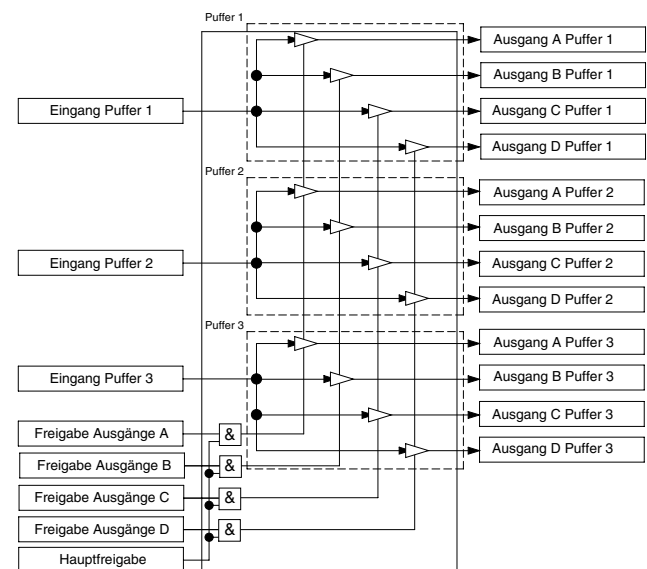 Puffer 1
Ausgang A Puffer 1
Ausgang B Puffer 1
Eingang Puffer 1
Ausgang C Puffer 1
Ausgang D Puffer 1
Puffer 2
Ausgang A Puffer 2
Ausgang B Puffer 2
Eingang Puffer 2
Ausgang C Puffer 2
Ausgang D Puffer 2
Puffer 3
Ausgang A Puffer 3
Eingang Puffer 3
Ausgang B Puffer 3
Ausgang C Puffer 3
Freigabe Ausgänge A
&
Ausgang D Puffer 3
Freigabe Ausgänge B
&
Freigabe Ausgänge C
&
Freigabe Ausgänge D
&
Hauptfreigabe